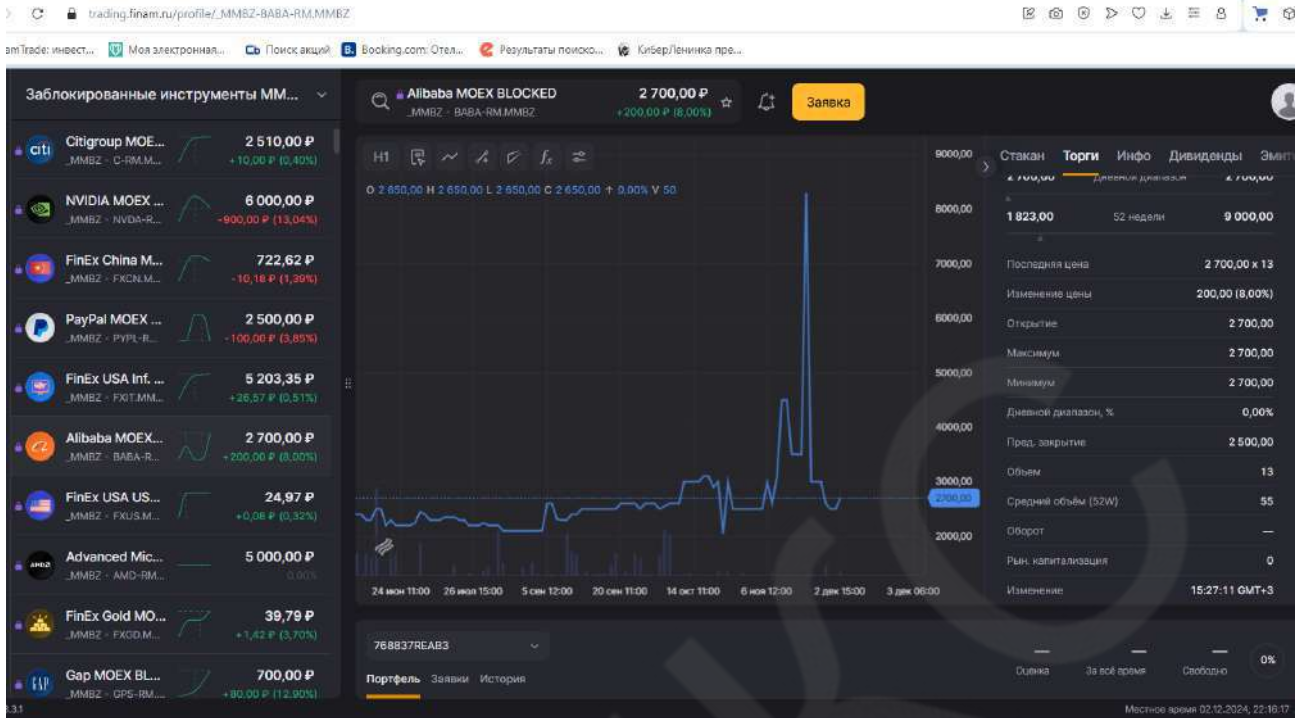 trading.finam.ru/profile/_MMBZ-BABA-RM.MMBZ
amTrade: инвест... Моя электронная... Поиск акций Booking.com: Отел... Результаты поиско... КиберЛенинка пре...
Заблокированные инструменты ММ...
Citigroup MOE... 2 510,00 ₽
_MMBZ · C-RM.M... +10,00 ₽ (0,40%)
NVIDIA MOEX ... 6 000,00 ₽
_MMBZ · NVDA-R... -900,00 ₽ (13,04%)
FinEx China M... 722,62 ₽
_MMBZ · FXCN.M... -10,18 ₽ (1,39%)
PayPal MOEX ... 2 500,00 ₽
_MMBZ · PYPL-R... -100,00 ₽ (3,85%)
FinEx USA Inf. ... 5 203,35 ₽
_MMBZ · FXIT.MM... +26,57 ₽ (0,51%)
Alibaba MOEX... 2 700,00 ₽
_MMBZ · BABA-R... +200,00 ₽ (8,00%)
FinEx USA US... 24,97 ₽
_MMBZ · FXUS.M... +0,08 ₽ (0,32%)
Advanced Mic... 5 000,00 ₽
_MMBZ · AMD-RM... 0,00%
FinEx Gold MO... 39,79 ₽
_MMBZ · FXGD.M... +1,42 ₽ (3,70%)
Gap MOEX BL... 700,00 ₽
_MMBZ · GPS-RM.... +80,00 ₽ (12,90%)
Alibaba MOEX BLOCKED 2 700,00 ₽
_MMBZ · BABA-RM.MMBZ +200,00 ₽ (8,00%)
Заявка
H1
O 2 650,00 H 2 650,00 L 2 650,00 C 2 650,00 + 0,00% V 50
9000,00
8000,00
7000,00
6000,00
5000,00
4000,00
3000,00
2700,00
2000,00
24 июн 11:00 26 июл 15:00 5 сен 12:00 20 сен 11:00 14 окт 11:00 6 ноя 12:00 2 дек 15:00 3 дек 06:00
Стакан Торги Инфо Дивиденды Эмит
2 700,00 Дневной диапазон 2 700,00
1 823,00 52 недели 9 000,00
Последняя цена 2 700,00 x 13
Изменение цены 200,00 (8,00%)
Открытие 2 700,00
Максимум 2 700,00
Минимум 2 700,00
Дневной диапазон, % 0,00%
Пред. закрытие 2 500,00
Объем 13
Средний объём (52W) 55
Оборот —
Рын. капитализация 0
Изменение 15:27:11 GMT+3
768837REAB3
Портфель Заявки История
Оценка За всё время Свободно 0%
3.1
Местное время 02.12.2024, 22:16:17